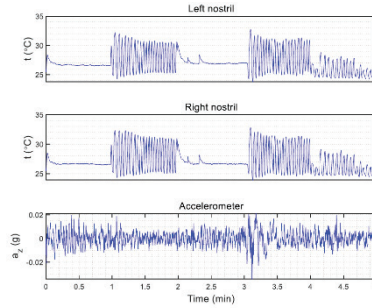 Left nostril
35
30
25
t (°C)
Right nostril
35
30
25
t (°C)
Accelerometer
0.02
0
-0.02
a_z (g)
0 0.5 1 1.5 2 2.5 3 3.5 4 4.5
Time (min)